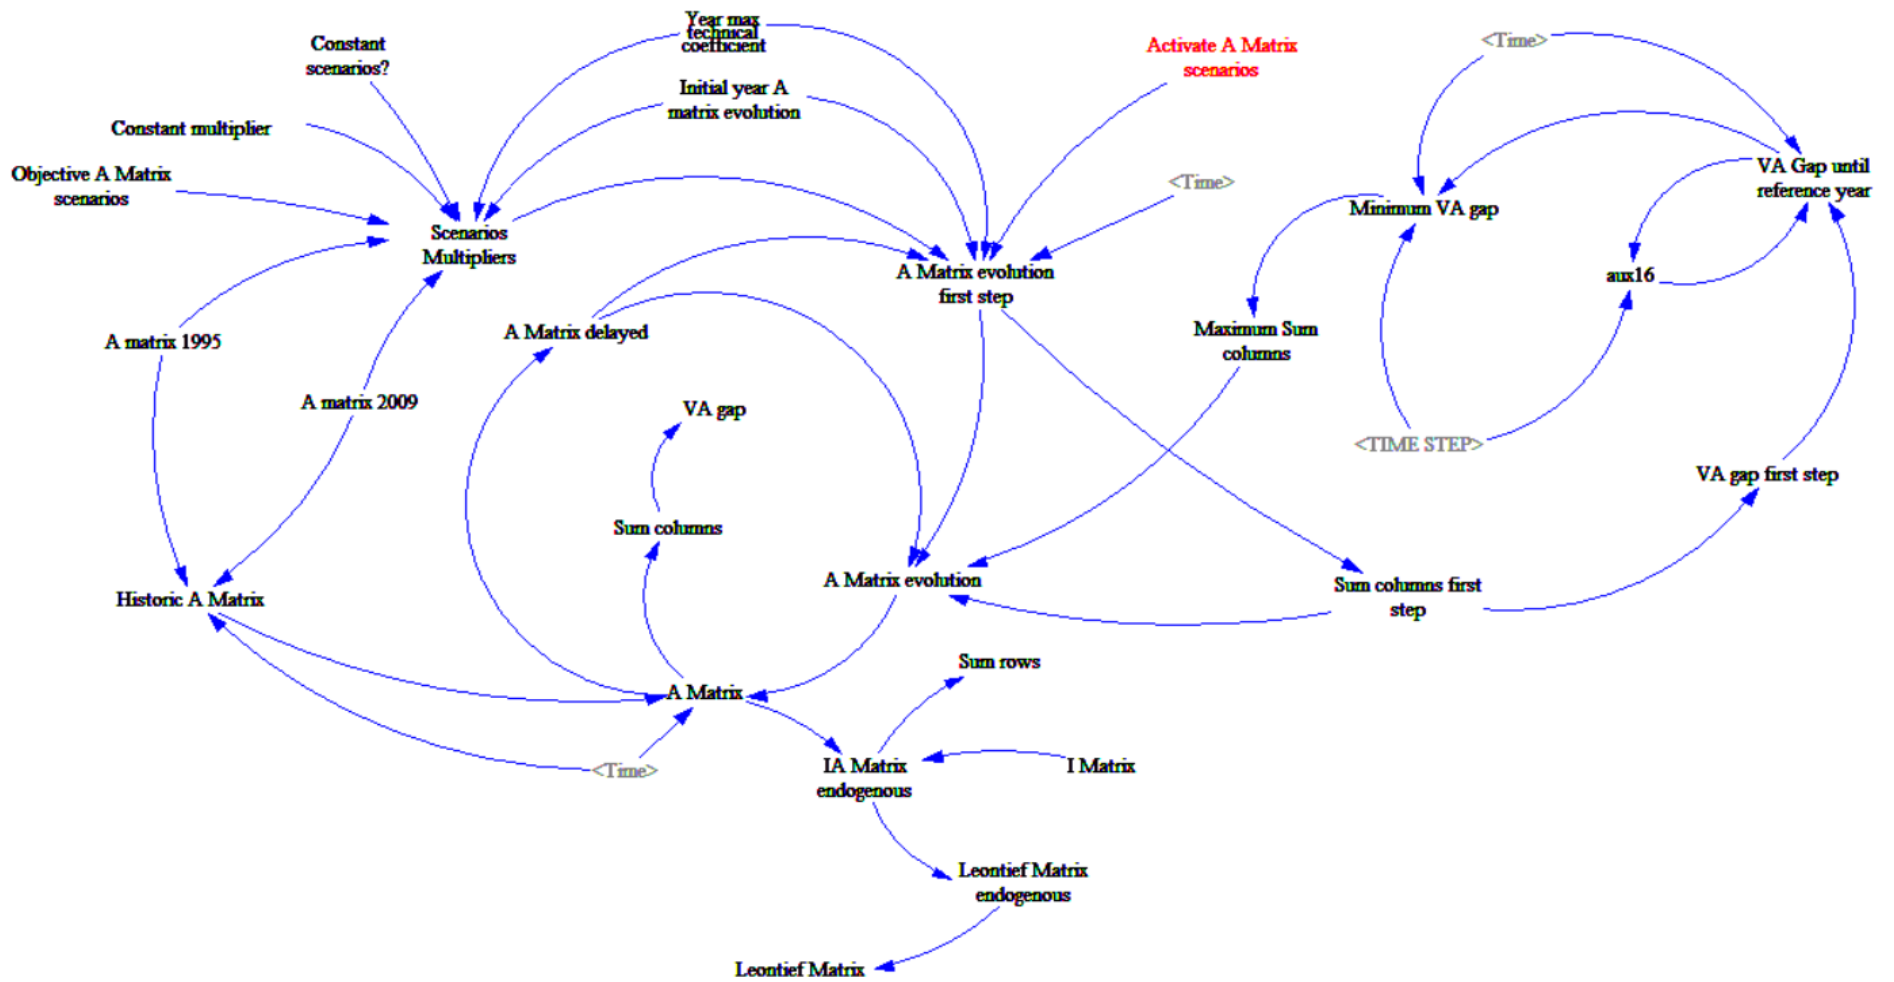 Year max
technical
coefficient
Constant
scenarios?
Activate A Matrix
scenarios
<Time>
Initial year A
matrix evolution
Constant multiplier
Objective A Matrix
scenarios
<Time>
VA Gap until
reference year
Minimum VA gap
Scenarios
Multipliers
A Matrix evolution
first step
aux16
A matrix 1995
A Matrix delayed
Maximum Sum
columns
A matrix 2009
VA gap
<TIME STEP>
VA gap first step
Sum columns
Historic A Matrix
A Matrix evolution
Sum columns first
step
Sum rows
A Matrix
<Time>
IA Matrix
endogenous
I Matrix
Leontief Matrix
endogenous
Leontief Matrix